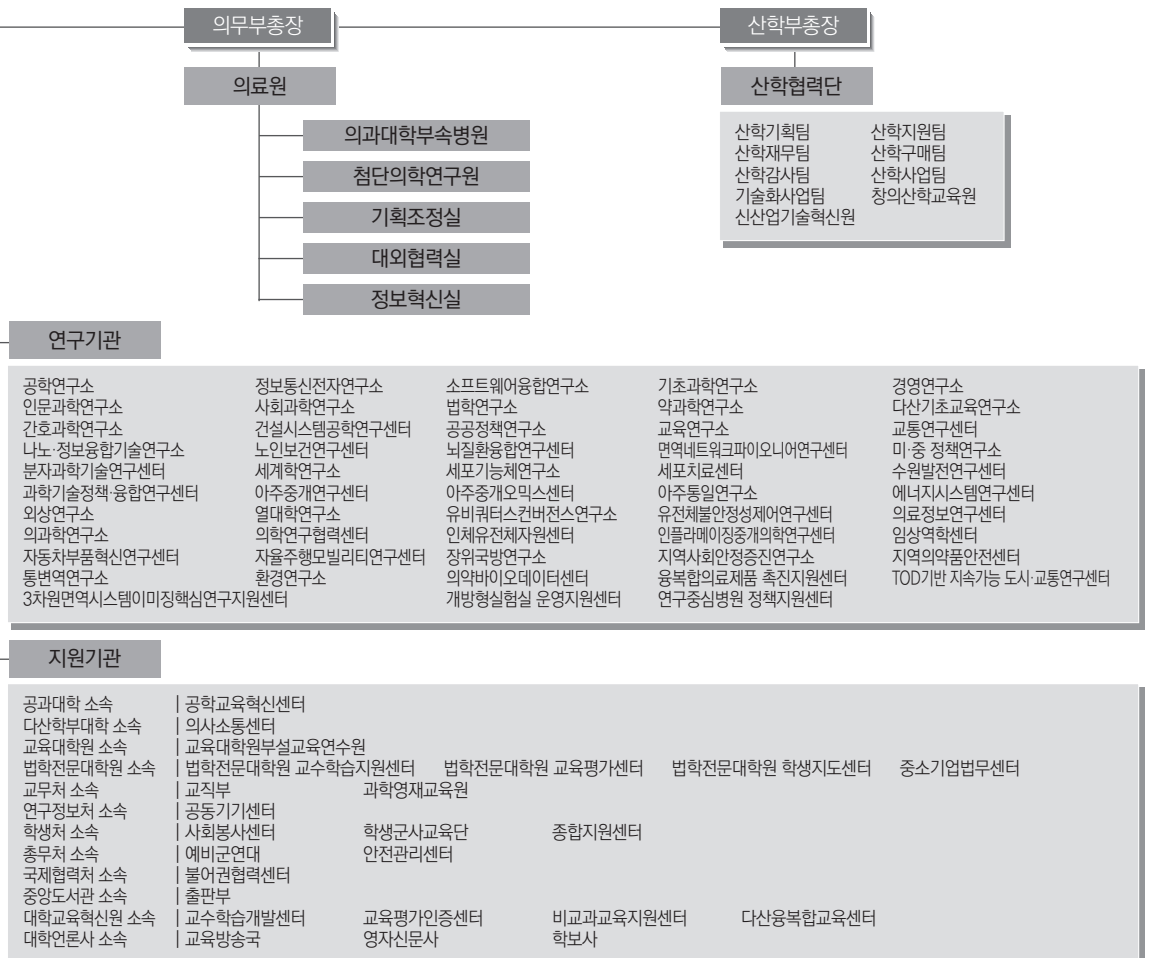 의무부총장 산학부총장
의료원 산학협력단
의과대학부속병원
첨단의학연구원
기획조정실
대외협력실
정보혁신실
산학기획팀 산학지원팀
산학재무팀 산학구매팀
산학감사팀 산학사업팀
기술화사업팀 창의산학교육원
신산업기술혁신원
연구기관
공학연구소 정보통신전자연구소 소프트웨어융합연구소 기초과학연구소 경영연구소
인문과학연구소 사회과학연구소 법학연구소 약과학연구소 다산기초교육연구소
간호과학연구소 건설시스템공학연구센터 공공정책연구소 교육연구소 교통연구센터
나노·정보융합기술연구소 노인보건연구센터 뇌질환융합연구센터 면역네트워크파이오니어연구센터 미·중 정책연구소
분자과학기술연구센터 세계학연구소 세포기능체연구소 세포치료센터 수원발전연구센터
과학기술정책·융합연구센터 아주중개연구센터 아주중개오믹스센터 아주통일연구소 에너지시스템연구센터
외상연구소 열대학연구소 유비쿼터스컨버전스연구소 유전체불안정성제어연구센터 의료정보연구센터
의과학연구소 의학연구협력센터 인체유전체자원센터 인플라메이징중개의학연구센터 임상역학센터
자동차부품혁신연구센터 자율주행모빌리티연구센터 장위국방연구소 지역사회안정증진연구소 지역의약품안전센터
통번역연구소 환경연구소 의약바이오데이터센터 융복합의료제품 촉진지원센터 TOD기반 지속가능 도시·교통연구센터
3차원면역시스템이미징핵심연구지원센터 개방형실험실 운영지원센터 연구중심병원 정책지원센터
지원기관
공과대학 소속 | 공학교육혁신센터
다산학부대학 소속 | 의사소통센터
교육대학원 소속 | 교육대학원부설교육연수원
법학전문대학원 소속 | 법학전문대학원 교수학습지원센터 법학전문대학원 교육평가센터 법학전문대학원 학생지도센터 중소기업법무센터
교무처 소속 | 교직부 과학영재교육원
연구정보처 소속 | 공동기기센터
학생처 소속 | 사회봉사센터 학생군사교육단 종합지원센터
총무처 소속 | 예비군연대 안전관리센터
국제협력처 소속 | 불어권협력센터
중앙도서관 소속 | 출판부
대학교육혁신원 소속 | 교수학습개발센터 교육평가인증센터 비교과교육지원센터 다산융복합교육센터
대학언론사 소속 | 교육방송국 영자신문사 학보사